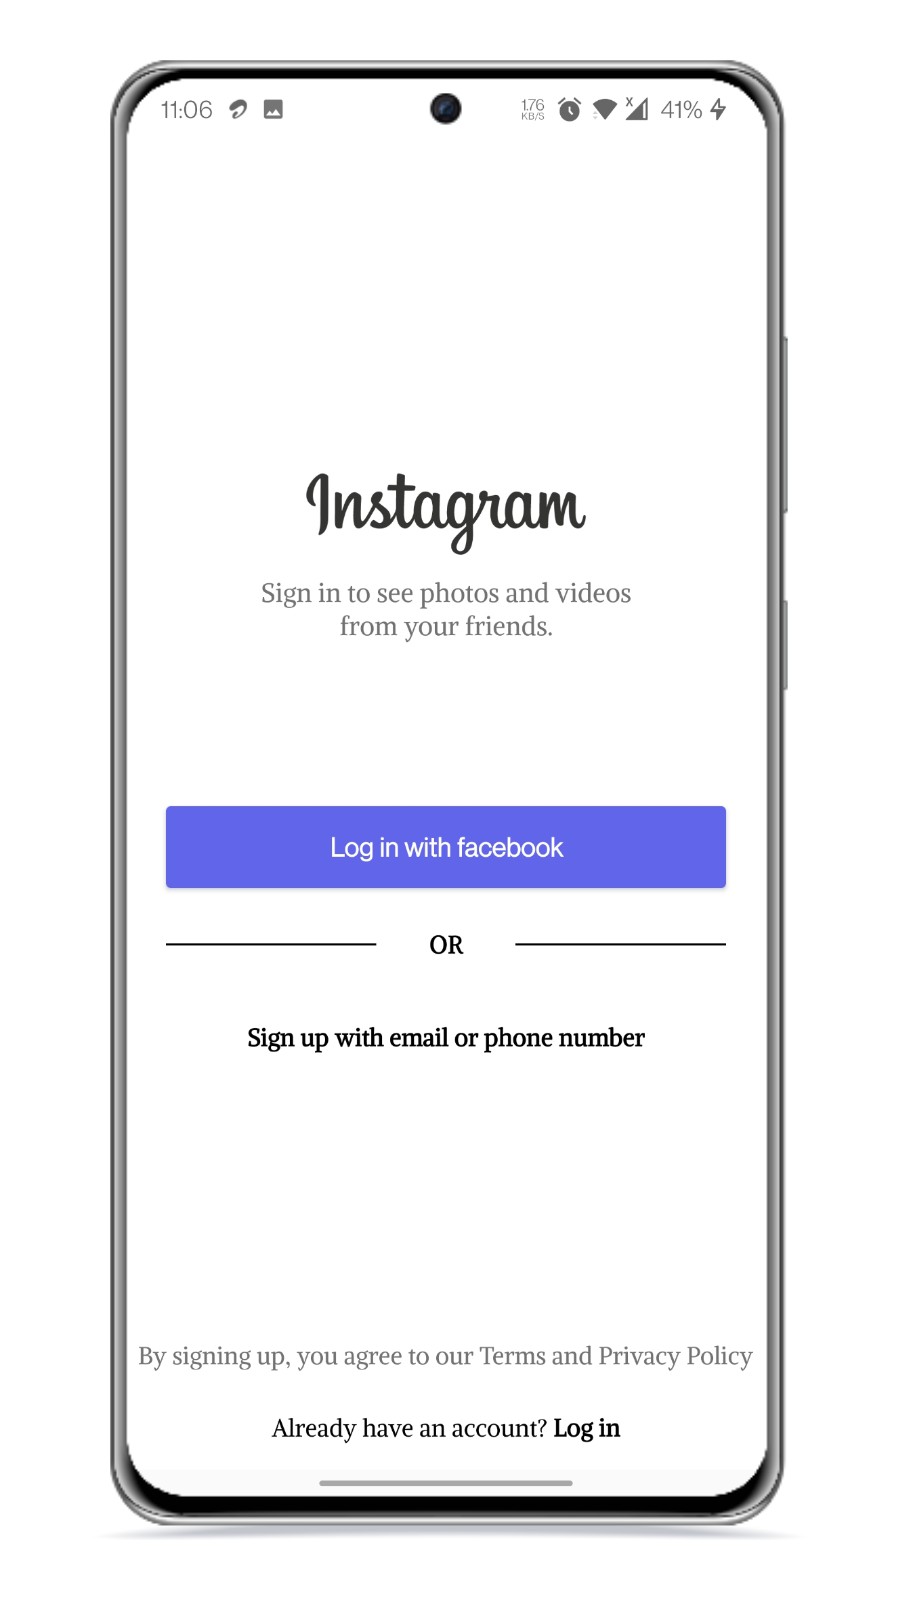 11:06 1.76 KB/S X 41%
Instagram
Sign in to see photos and videos
from your friends.
Log in with facebook
OR
Sign up with email or phone number
By signing up, you agree to our Terms and Privacy Policy
Already have an account? Log in